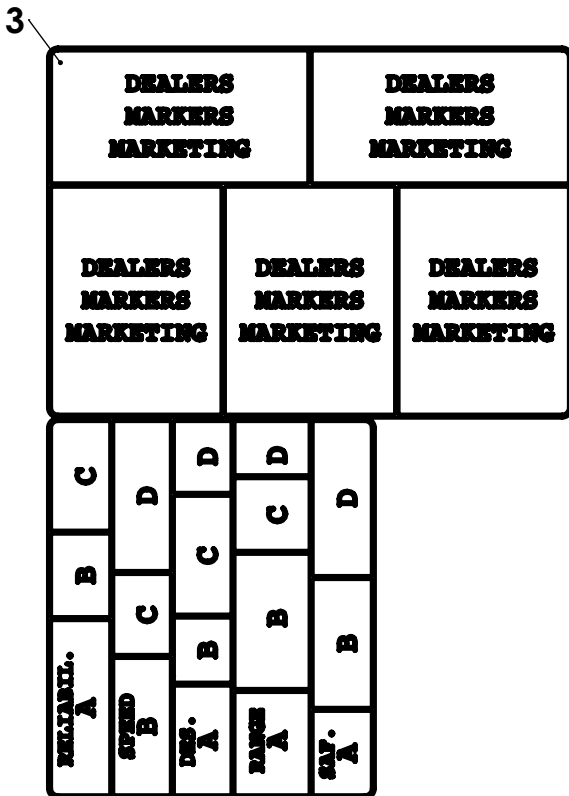 3
DEALERS
MARKERS
MARKETING
DEALERS
MARKERS
MARKETING
DEALERS
MARKERS
MARKETING
DEALERS
MARKERS
MARKETING
DEALERS
MARKERS
MARKETING
RELIABIL.
A
B
C
SPEED
B
C
D
DES.
A
B
C
D
RANGE
A
B
C
D
SAF.
A
B
D